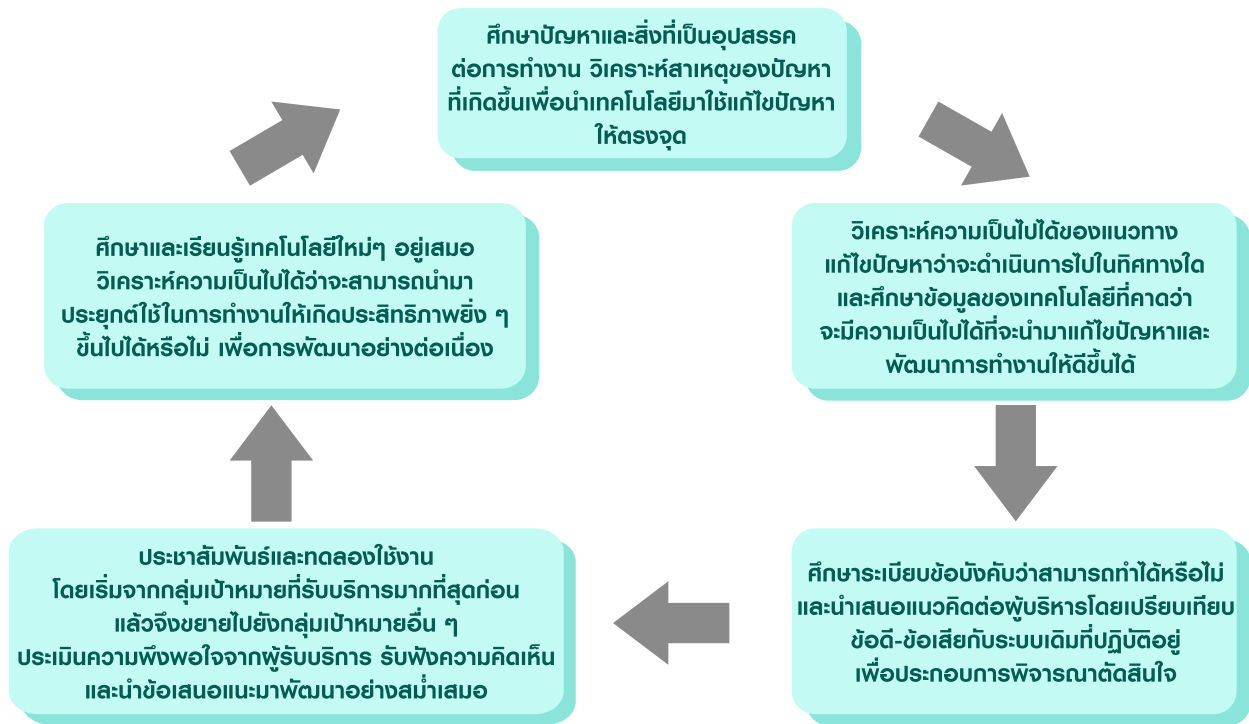 ศึกษาปัญหาและสิ่งที่เป็นอุปสรรค
ต่อการทำงาน วิเคราะห์สาเหตุของปัญหา
ที่เกิดขึ้นเพื่อนำเทคโนโลยีมาใช้แก้ไขปัญหา
ให้ตรงจุด
วิเคราะห์ความเป็นไปได้ของแนวทาง
แก้ไขปัญหาว่าจะดำเนินการไปในทิศทางใด
และศึกษาข้อมูลของเทคโนโลยีที่คาดว่า
จะมีความเป็นไปได้ที่จะนำมาแก้ไขปัญหาและ
พัฒนาการทำงานให้ดีขึ้นได้
ศึกษาระเบียบข้อบังคับว่าสามารถทำได้หรือไม่
และนำเสนอแนวคิดต่อผู้บริหารโดยเปรียบเทียบ
ข้อดี-ข้อเสียกับระบบเดิมที่ปฏิบัติอยู่
เพื่อประกอบการพิจารณาตัดสินใจ
ประชาสัมพันธ์และทดลองใช้งาน
โดยเริ่มจากกลุ่มเป้าหมายที่รับบริการมากที่สุดก่อน
แล้วจึงขยายไปยังกลุ่มเป้าหมายอื่น ๆ
ประเมินความพึงพอใจจากผู้รับบริการ รับฟังความคิดเห็น
และนำข้อเสนอแนะมาพัฒนาอย่างสม่ำเสมอ
ศึกษาและเรียนรู้เทคโนโลยีใหม่ๆ อยู่เสมอ
วิเคราะห์ความเป็นไปได้ว่าจะสามารถนำมา
ประยุกต์ใช้ในการทำงานให้เกิดประสิทธิภาพยิ่ง ๆ
ขึ้นไปได้หรือไม่ เพื่อการพัฒนาอย่างต่อเนื่อง